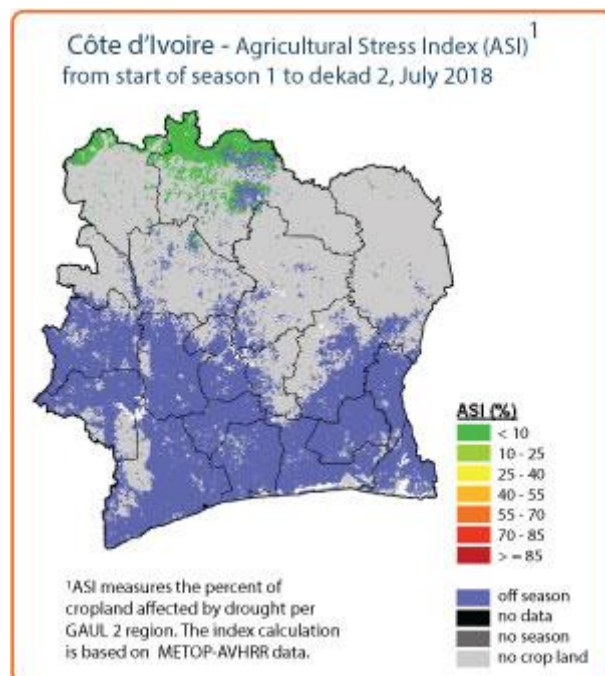 Côte d'Ivoire - Agricultural Stress Index (ASI)¹
from start of season 1 to dekad 2, July 2018
ASI (%)
< 10
10 - 25
25 - 40
40 - 55
55 - 70
70 - 85
> = 85
off season
no data
no season
no crop land
¹ASI measures the percent of
cropland affected by drought per
GAUL 2 region. The index calculation
is based on METOP-AVHRR data.